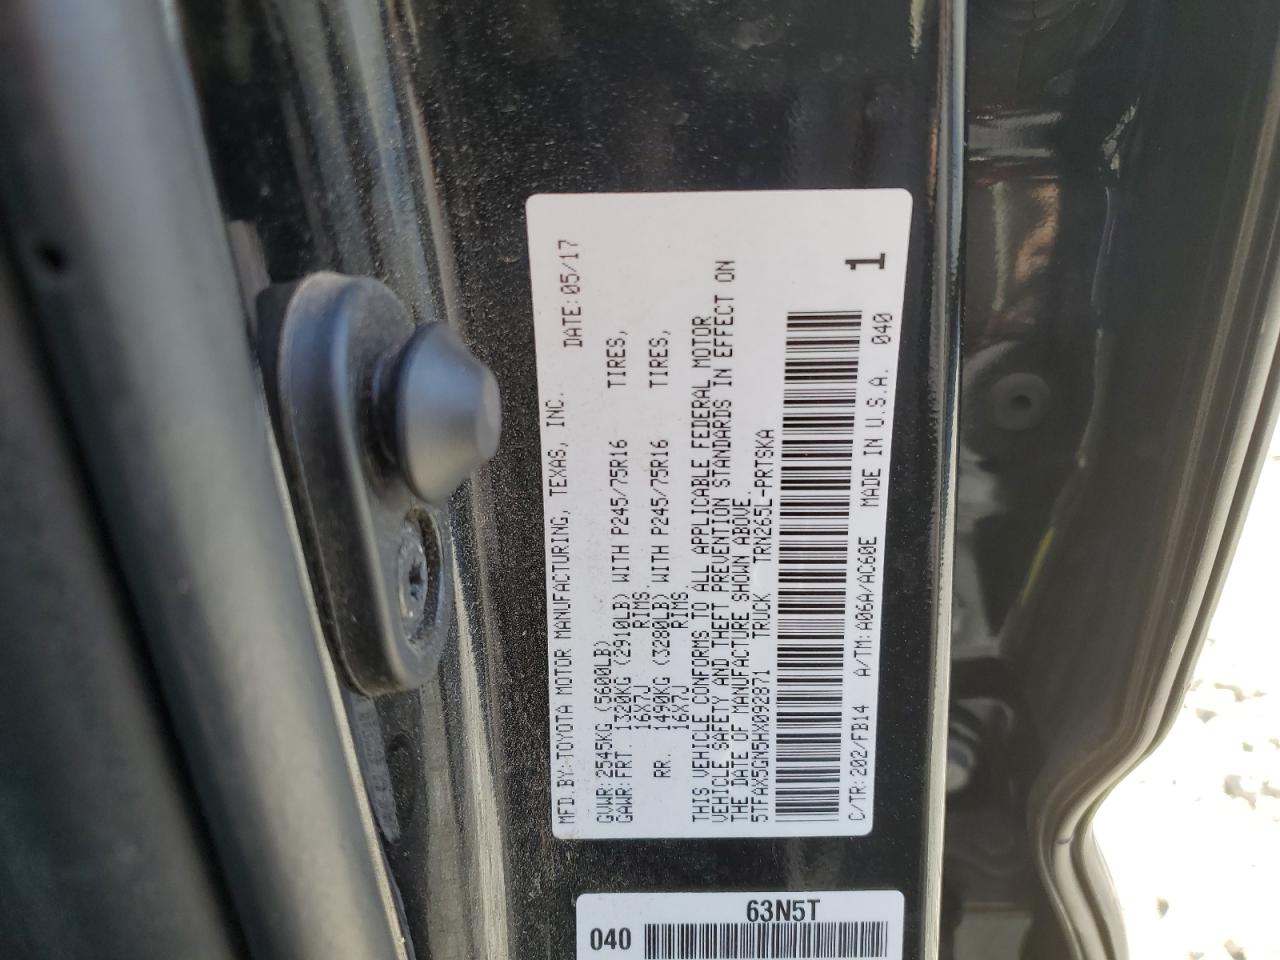 MFD.BY:TOYOTA MOTOR MANUFACTURING, TEXAS, INC. DATE:05/17
GVWR:2545KG (5600LB)
GAWR:FRT. 1320KG (2910LB) WITH P245/75R16 TIRES,
16X7J RIMS.
RR. 1490KG (3280LB) WITH P245/75R16 TIRES,
16X7J RIMS.
THIS VEHICLE CONFORMS TO ALL APPLICABLE FEDERAL MOTOR
VEHICLE SAFETY AND THEFT PREVENTION STANDARDS IN EFFECT ON
THE DATE OF MANUFACTURE SHOWN ABOVE.
5TFAX5GN5HX092871 TRUCK TRN265L-PRTSKA
C/TR:202/FB14 A/TM:A06A/AC60E MADE IN U.S.A. 040
1
63N5T
040